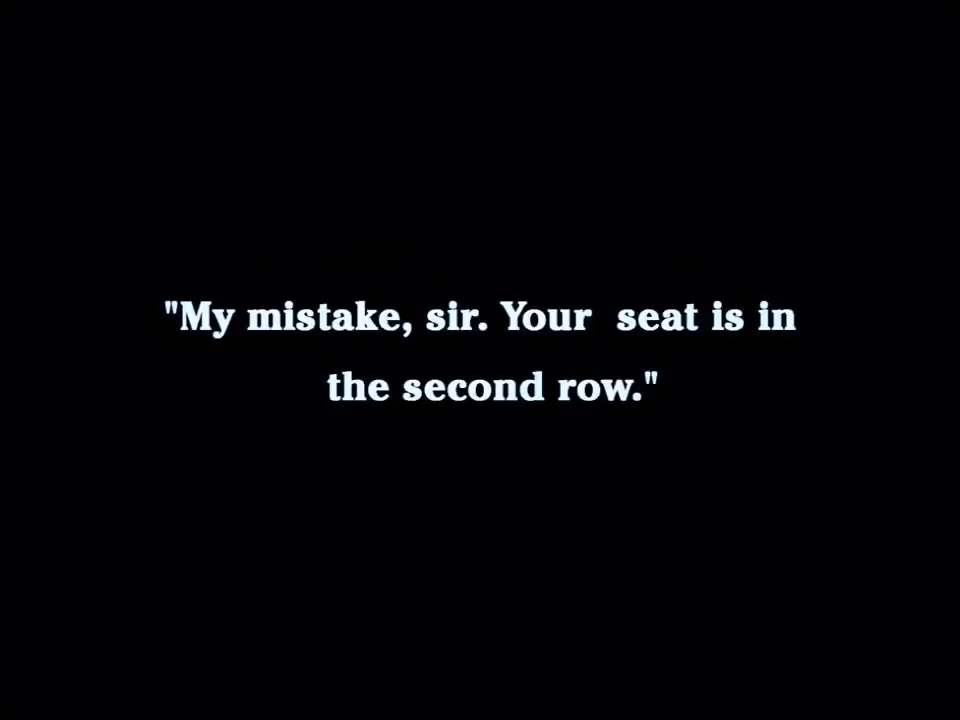 "My mistake, sir. Your  seat is in
the second row."